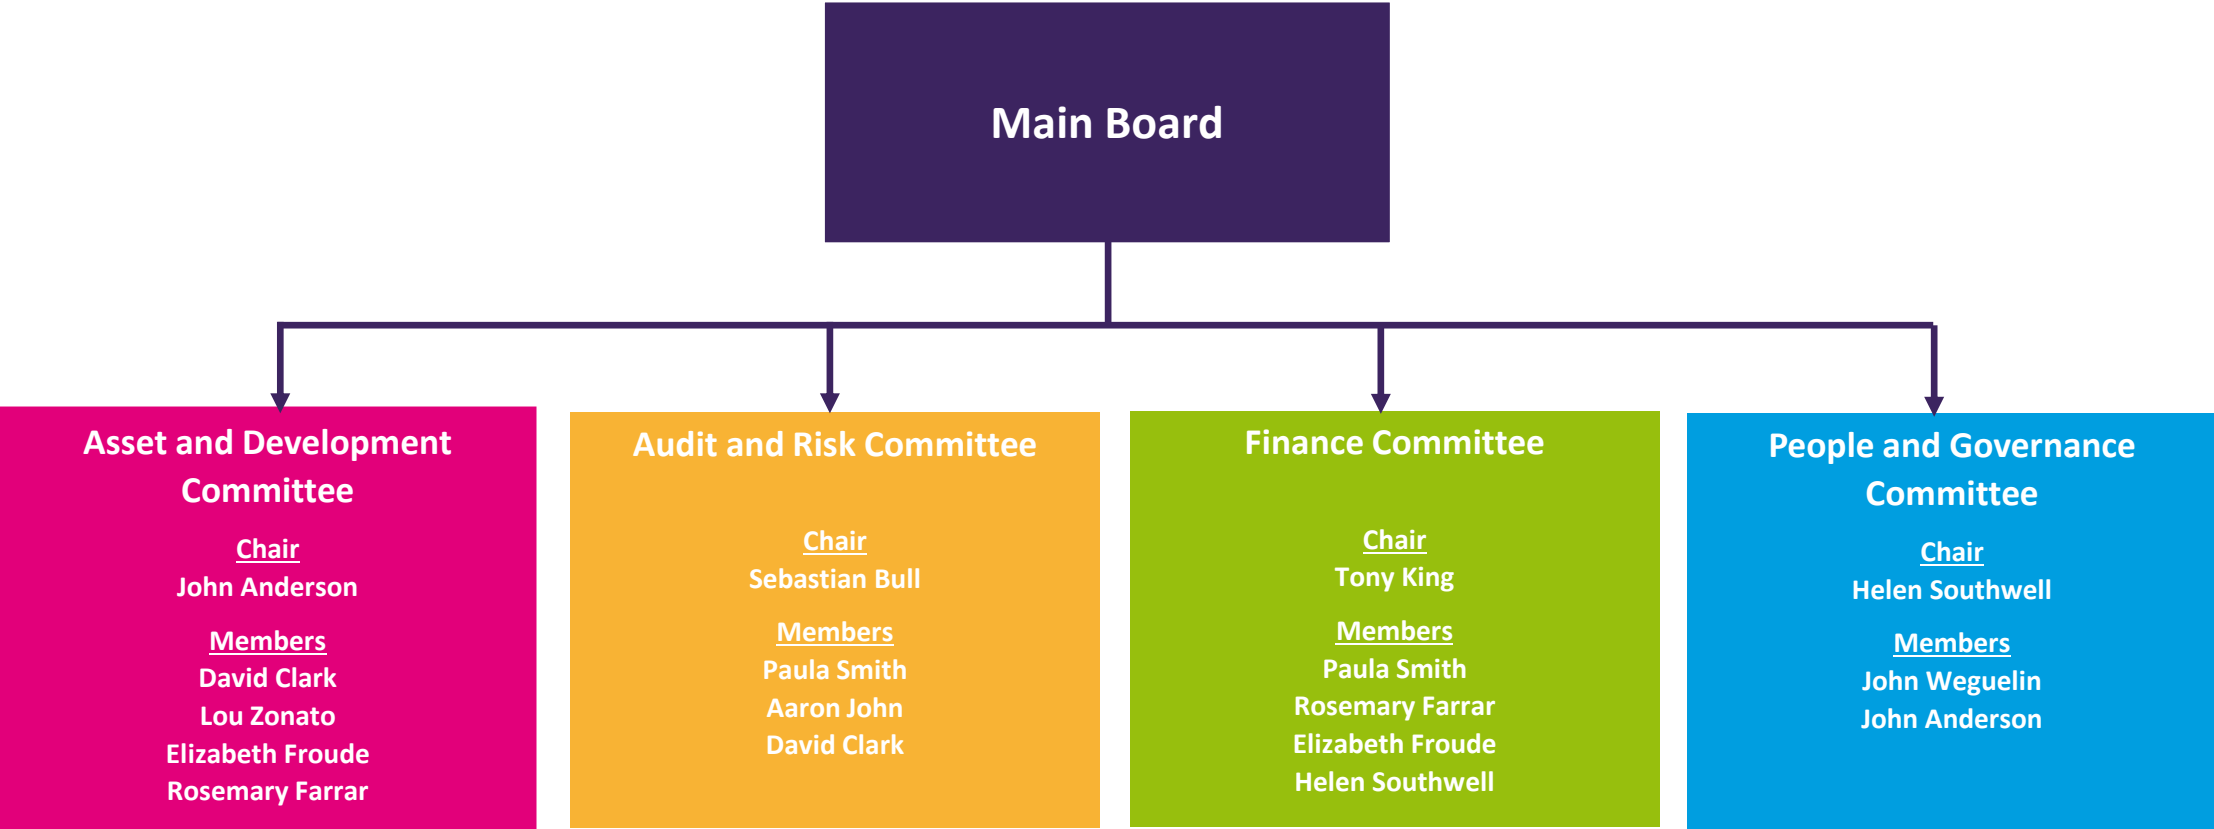 Main Board
Asset and Development
Committee
Chair
John Anderson
Members
David Clark
Lou Zonato
Elizabeth Froude
Rosemary Farrar
Audit and Risk Committee
Chair
Sebastian Bull
Members
Paula Smith
Aaron John
David Clark
Finance Committee
Chair
Tony King
Members
Paula Smith
Rosemary Farrar
Elizabeth Froude
Helen Southwell
People and Governance
Committee
Chair
Helen Southwell
Members
John Weguelin
John Anderson